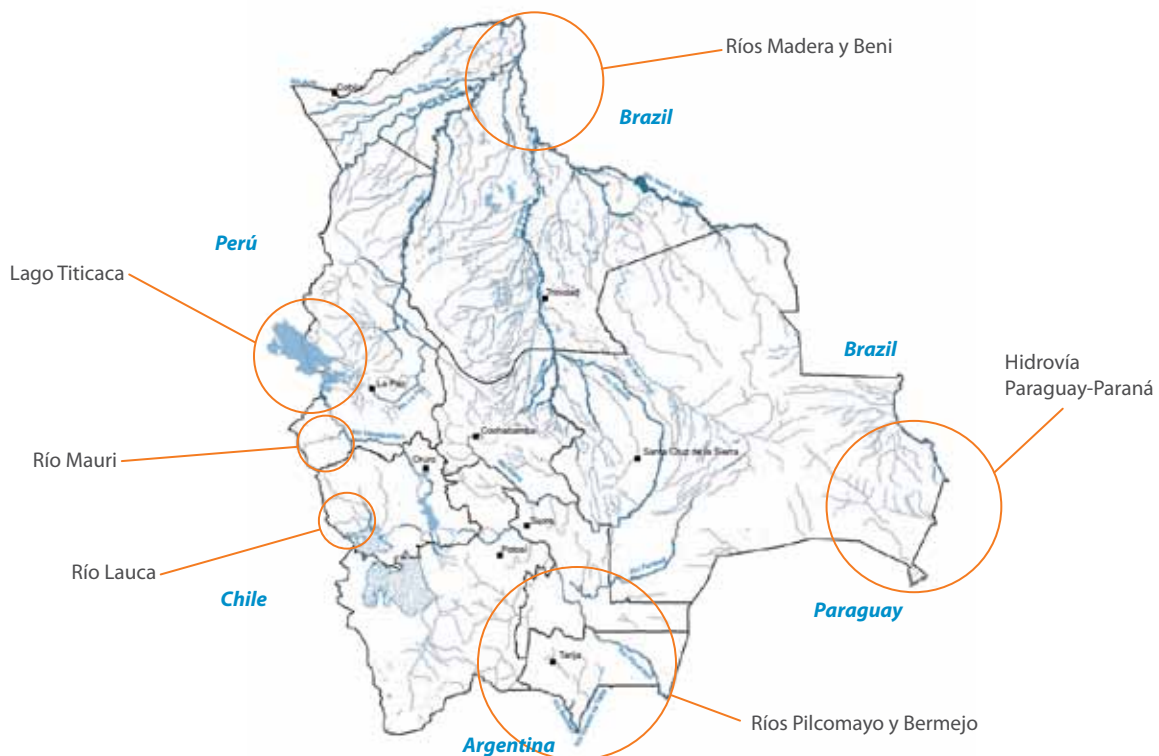 Ríos Madera y Beni
Cobija
Brazil
Perú
Lago Titicaca
Trinidad
Brazil
Hidrovía
Paraguay-Paraná
La Paz
Cochabamba
Río Mauri
Santa Cruz de la Sierra
Oruro
Sucre
Potosí
Río Lauca
Chile
Paraguay
Tarija
Ríos Pilcomayo y Bermejo
Argentina